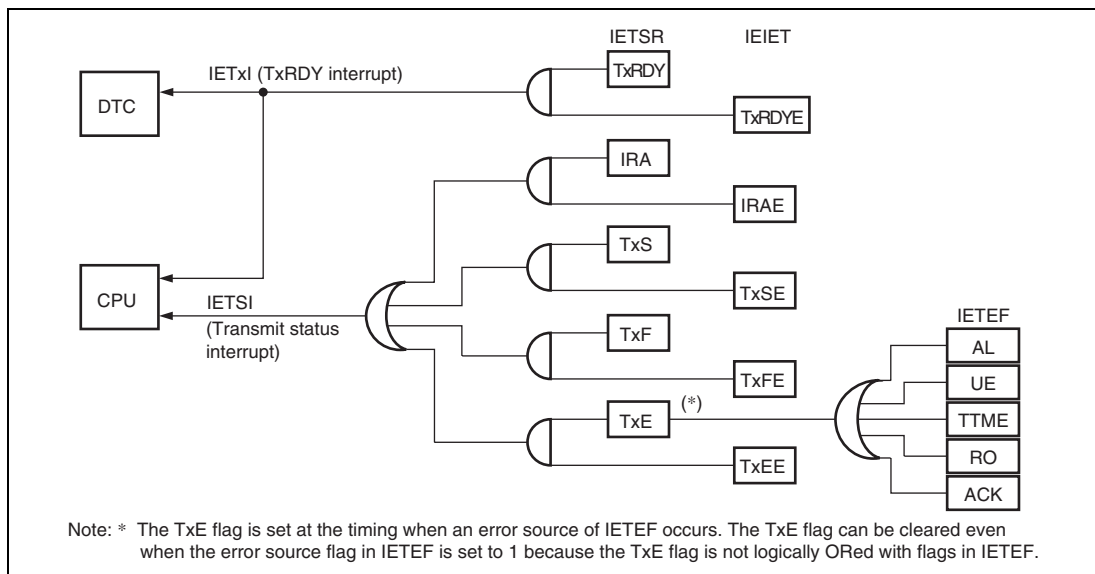 IETSR IEIET
IETxI (TxRDY interrupt)
TxRDY
DTC
TxRDYE
IRA
IRAE
TxS
CPU
IETSI
(Transmit status
interrupt)
TxSE
IETEF
TxF
AL
TxFE
UE
TxE
(*)
TTME
TxEE
RO
ACK
Note: * The TxE flag is set at the timing when an error source of IETEF occurs. The TxE flag can be cleared even
when the error source flag in IETEF is set to 1 because the TxE flag is not logically ORed with flags in IETEF.